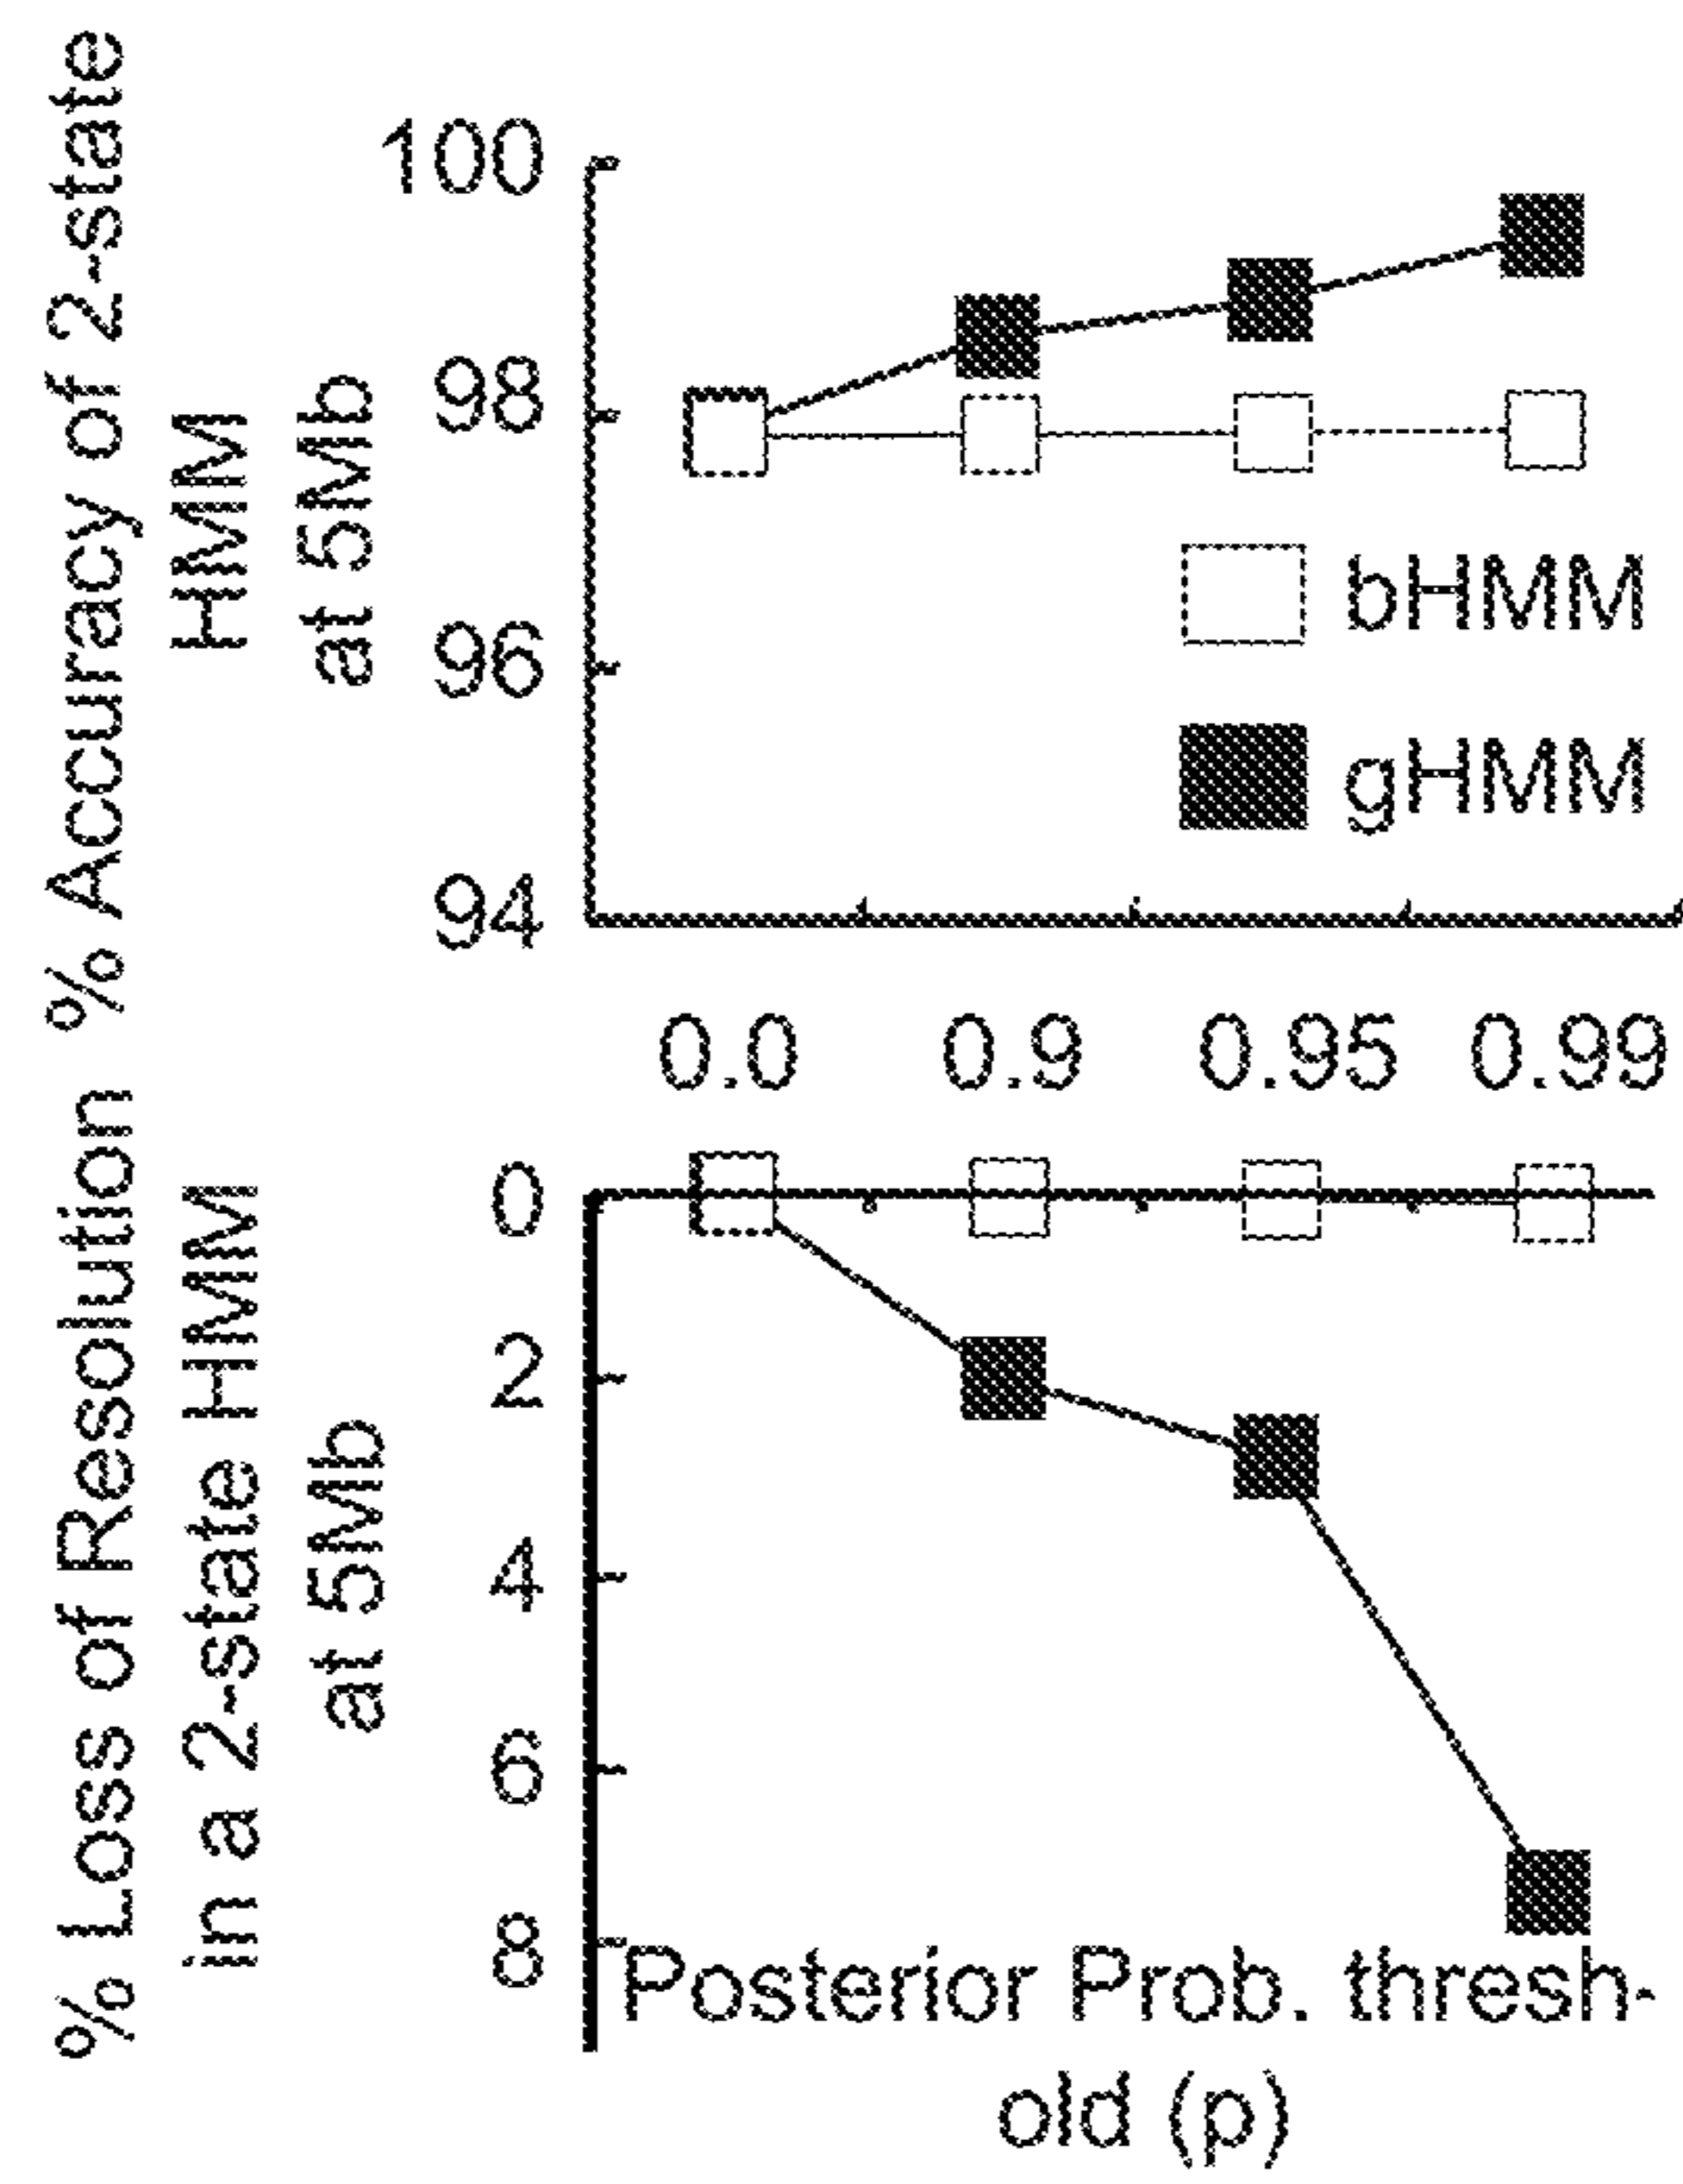 % Accuracy of 2-state
HMM
at 5Mb
100
98
96
94
bHMM
gHMM
0.0 0.9 0.95 0.99
% Loss of Resolution
in a 2-state HMM
at 5Mb
0
2
4
6
8
Posterior Prob. thresh-
old (p)